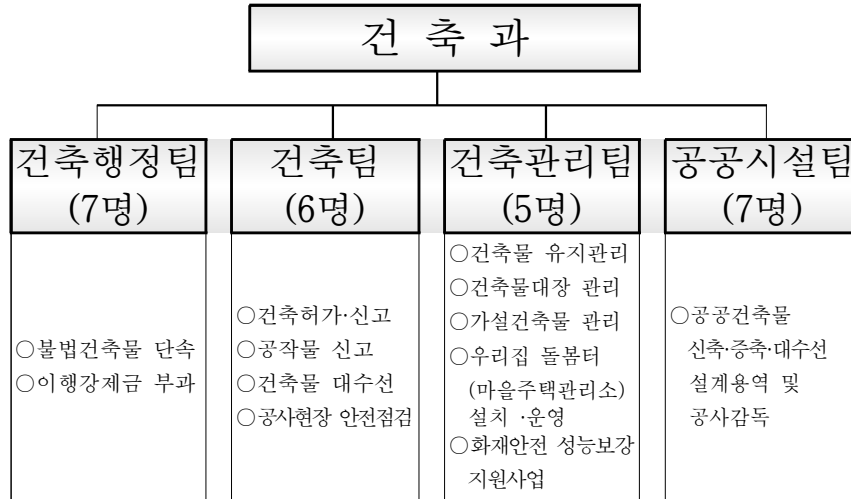 건 축 과
건축행정팀
(7명)
○불법건축물 단속
○이행강제금 부과
건축팀
(6명)
○건축허가·신고
○공작물 신고
○건축물 대수선
○공사현장 안전점검
건축관리팀
(5명)
○건축물 유지관리
○건축물대장 관리
○가설건축물 관리
○우리집 돌봄터
(마을주택관리소)
설치 ·운영
○화재안전 성능보강
지원사업
공공시설팀
(7명)
○공공건축물
신축·증축·대수선
설계용역 및
공사감독